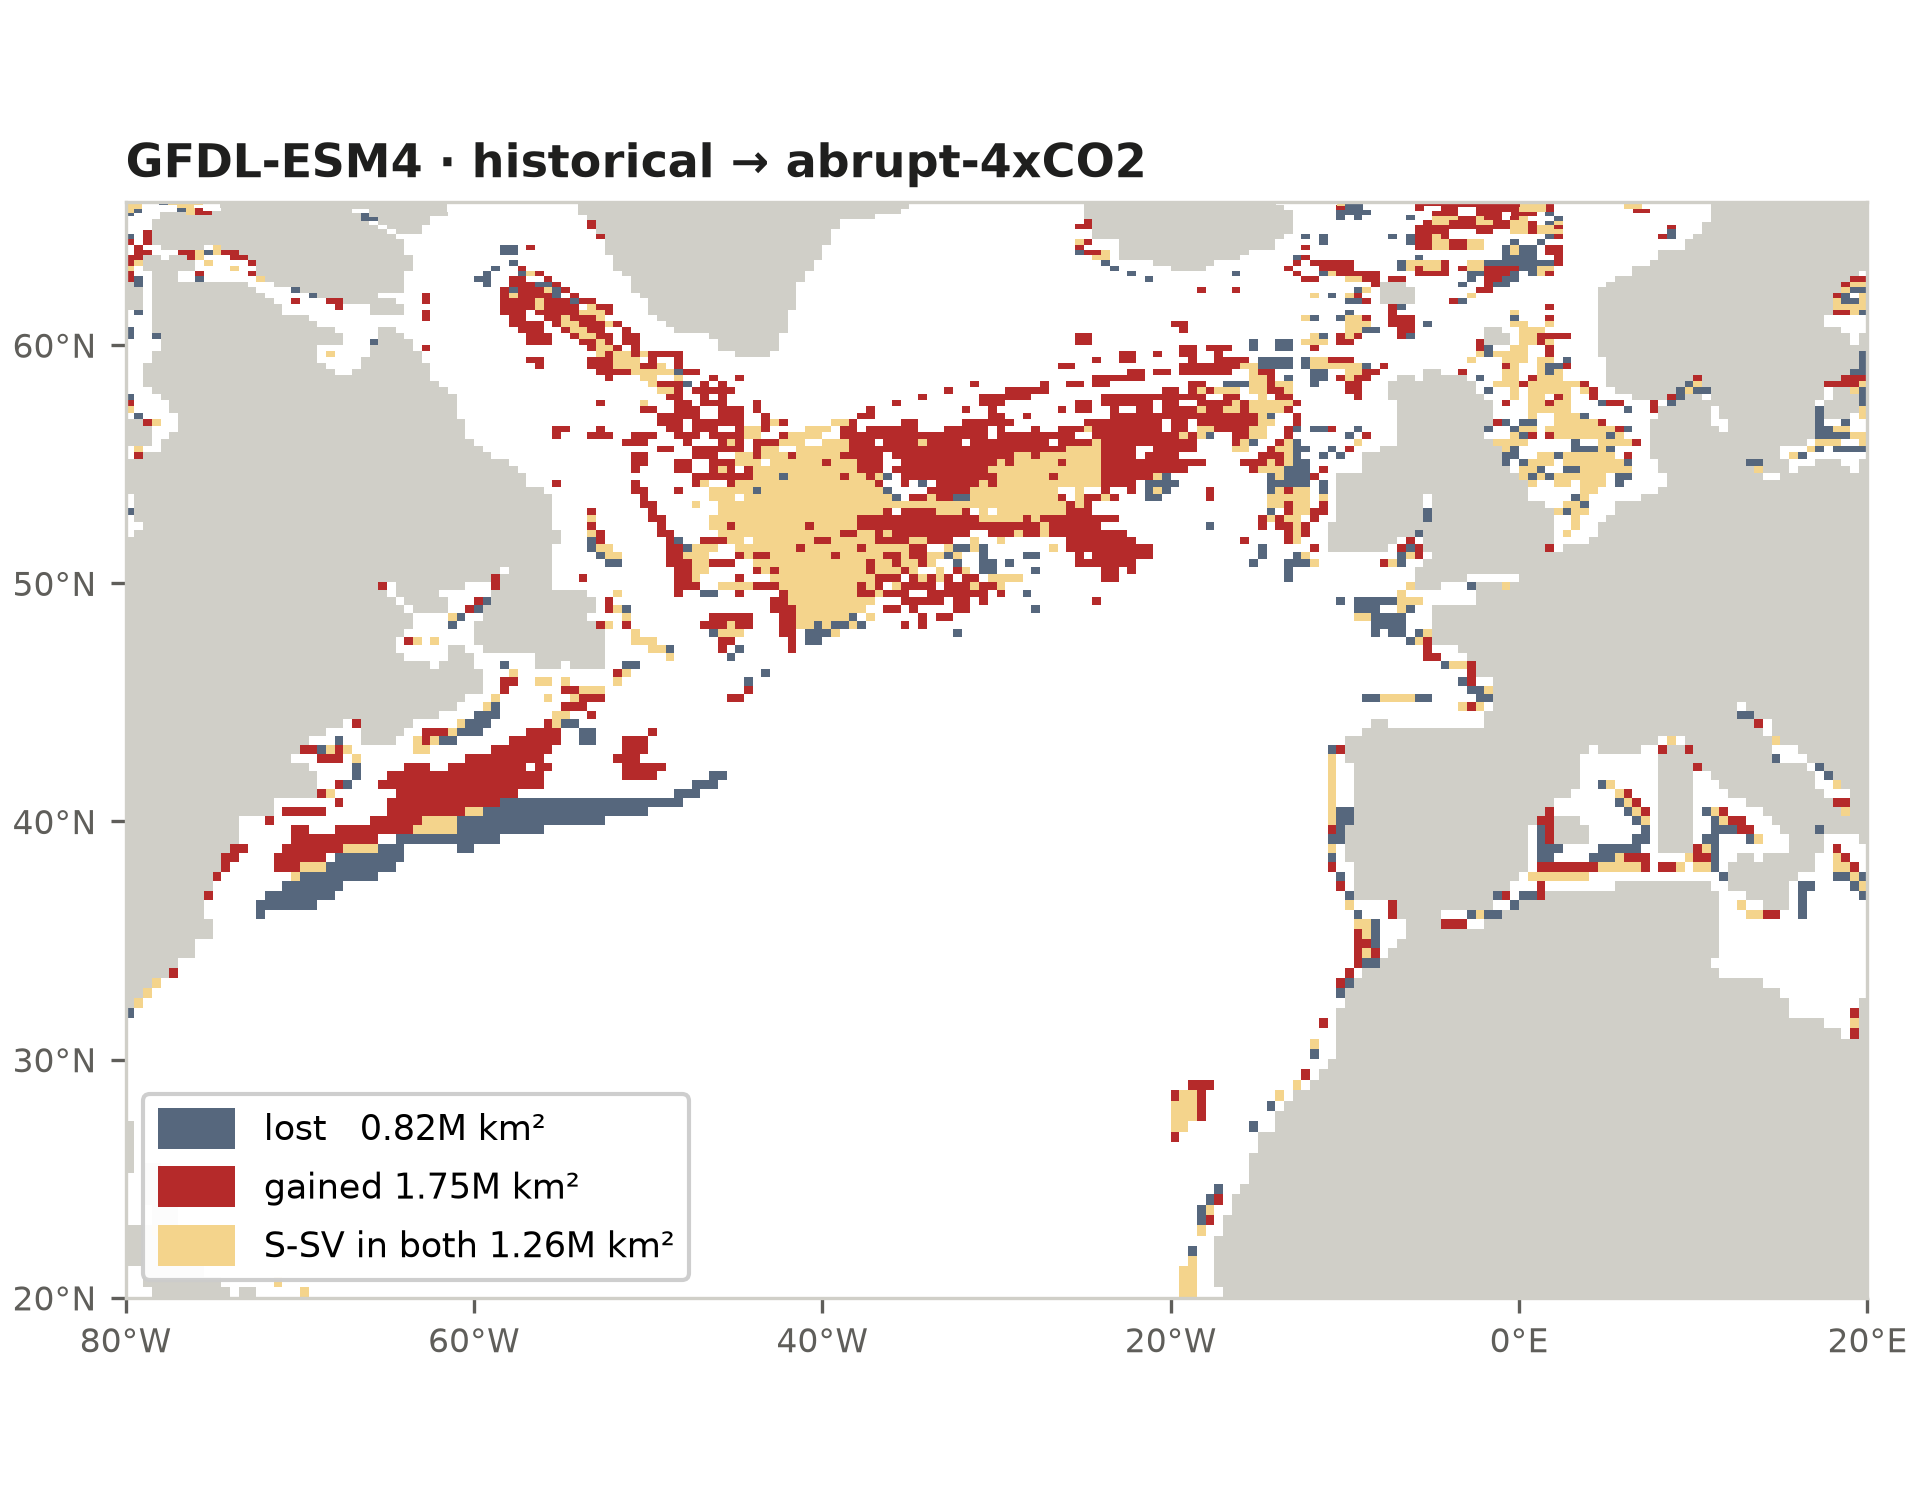 GFDL-ESM4 · historical → abrupt-4xCO2
60°N
50°N
40°N
30°N
20°N
lost 0.82M km²
gained 1.75M km²
S-SV in both 1.26M km²
80°W 60°W 40°W 20°W 0°E 20°E